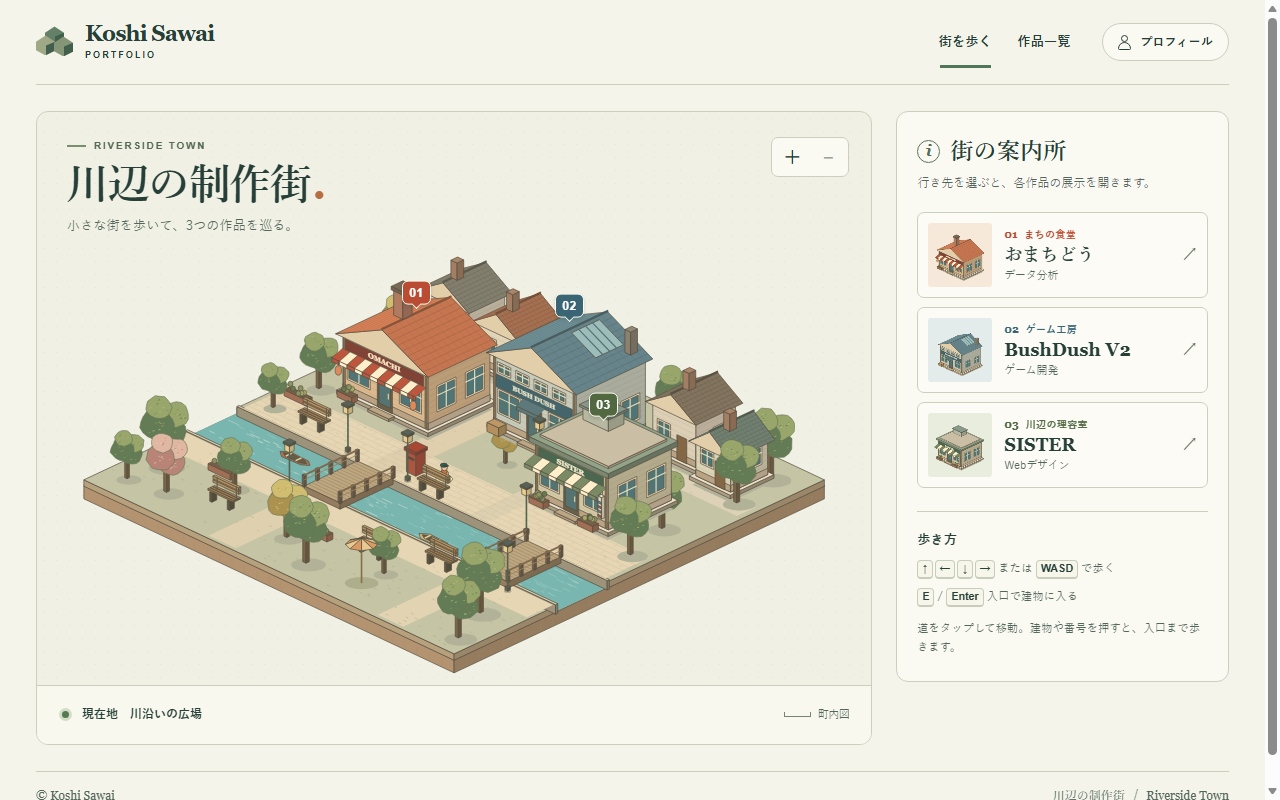 Koshi Sawai
PORTFOLIO
街を歩く
作品一覧
プロフィール
RIVERSIDE TOWN
川辺の制作街.
小さな街を歩いて、3つの作品を巡る。
+ −
01
02
03
OMACHI
BUSH DUSH
SISTER
現在地 川沿いの広場
町内図
i 街の案内所
行き先を選ぶと、各作品の展示を開きます。
01 まちの食堂
おまちどう
データ分析
02 ゲーム工房
BushDush V2
ゲーム開発
03 川辺の理容室
SISTER
Webデザイン
歩き方
↑ ← ↓ → または WASD で歩く
E / Enter 入口で建物に入る
道をタップして移動。建物や番号を押すと、入口まで歩
きます。
© Koshi Sawai
川辺の制作街 / Riverside Town